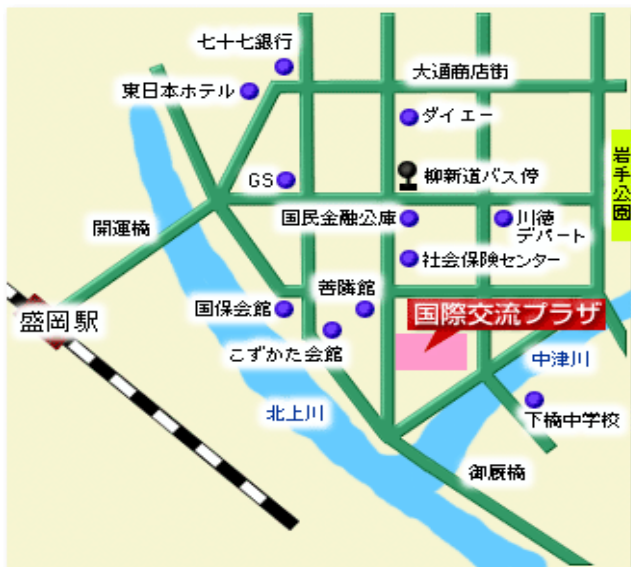 七十七銀行
大通商店街
東日本ホテル
ダイエー
岩手公園
GS
柳新道バス停
開運橋
国民金融公庫
川徳
デパート
社会保険センター
善隣館
国保会館
国際交流プラザ
盛岡駅
こずかた会館
中津川
北上川
下橋中学校
御厩橋